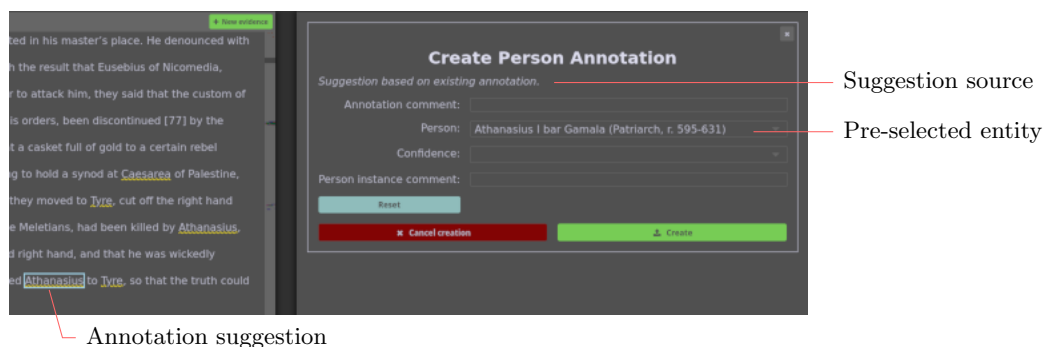 + New evidence
ted in his master's place. He denounced with
h the result that Eusebius of Nicomedia,
r to attack him, they said that the custom of
is orders, been discontinued [77] by the
t a casket full of gold to a certain rebel
g to hold a synod at Caesarea of Palestine,
they moved to Tyre, cut off the right hand
e Meletians, had been killed by Athanasius,
d right hand, and that he was wickedly
ed Athanasius to Tyre, so that the truth could
Create Person Annotation
Suggestion based on existing annotation.
Annotation comment:
Person: Athanasius I bar Gamala (Patriarch, r. 595-631)
Confidence:
Person instance comment:
Reset
Cancel creation
Create
Suggestion source
Pre-selected entity
Annotation suggestion